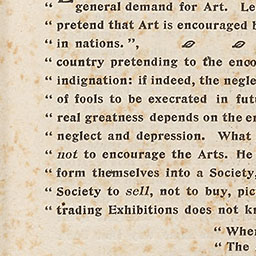 “ general demand for Art. Le
“ pretend that Art is encouraged b
“ in nations. ”,
“ country pretending to the enco
“ indignation: if indeed, the negle
“ of fools to be execrated in futu
“ real greatness depends on the en
“ neglect and depression. What
“ not to encourage the Arts. He
“ form themselves into a Society,
“ Society to sell, not to buy, pic
“ trading Exhibitions does not kn
“ When
“ The